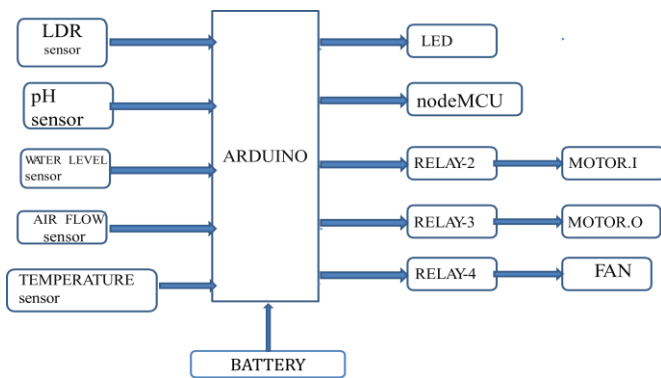 LDR
sensor
pH
sensor
WATER LEVEL
sensor
AIR FLOW
sensor
TEMPERATURE
sensor
ARDUINO
BATTERY
LED
nodeMCU
RELAY-2
MOTOR.I
RELAY-3
MOTOR.O
RELAY-4
FAN